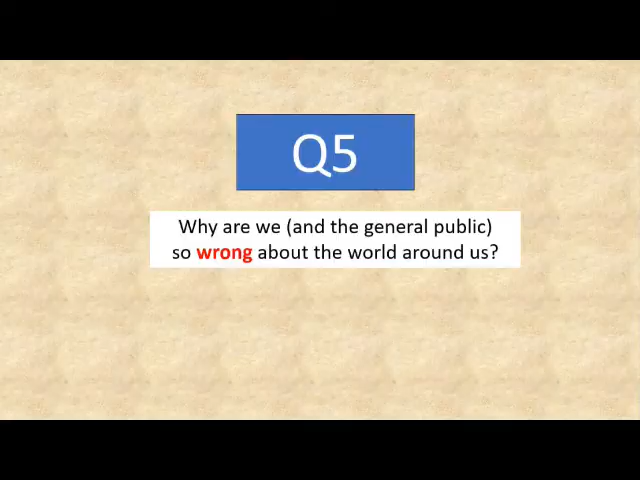 Q5
Why are we (and the general public)
so wrong about the world around us?